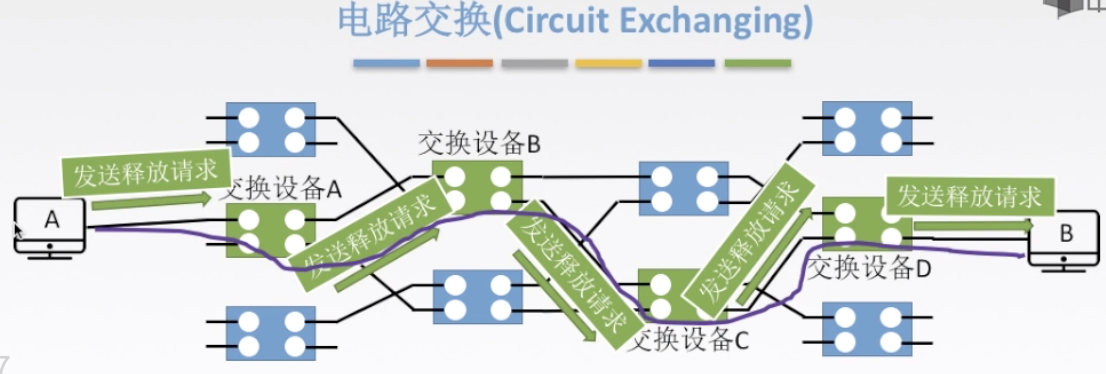 电路交换(Circuit Exchanging)
交换设备B
发送释放请求
交换设备A
A
发送释放请求
发送释放请求
发送释放请求
发送释放请求
B
交换设备D
交换设备C
7